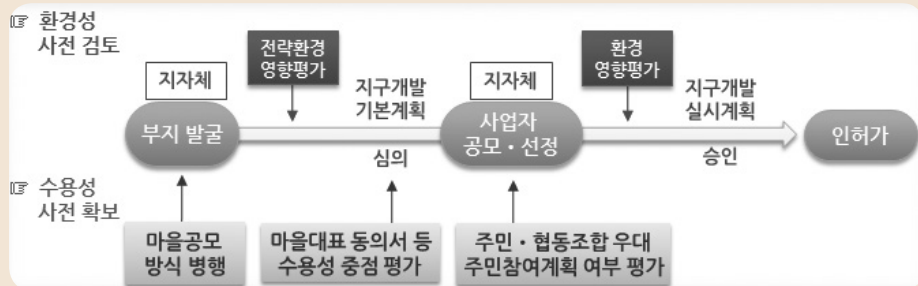 ☞ 환경성
사전 검토
전략환경
영향평가
환경
영향평가
지자체
지구개발
기본계획
지자체
지구개발
실시계획
부지 발굴
사업자
공모・선정
인허가
심의
승인
☞ 수용성
사전 확보
마을공모
방식 병행
마을대표 동의서 등
수용성 중점 평가
주민・협동조합 우대
주민참여계획 여부 평가